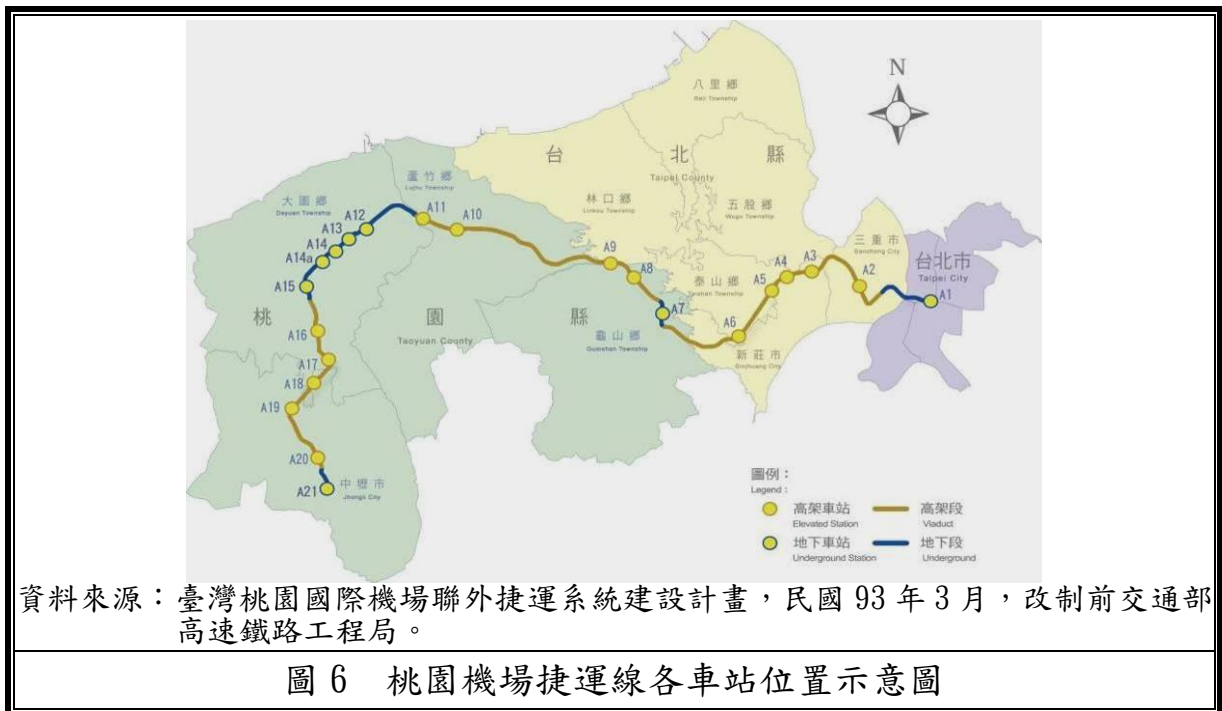 N
八里鄉
Bali Township
台北縣
Taipei County
蘆竹鄉
Lujhu Township
林口鄉
Linkou Township
大園鄉
Dayuan Township
五股鄉
Wugu Township
三重市
Sanchong City
台北市
Taipei City
泰山鄉
Taishan Township
桃園縣
Taoyuan County
龜山鄉
Gueishan Township
新莊市
Sinjhuang City
中壢市
Jhongli City
A1
A2
A3
A4
A5
A6
A7
A8
A9
A10
A11
A12
A13
A14
A14a
A15
A16
A17
A18
A19
A20
A21
圖例：
Legend :
高架車站
Elevated Station
高架段
Viaduct
地下車站
Underground Station
地下段
Underground
資料來源：臺灣桃園國際機場聯外捷運系統建設計畫，民國 93 年 3 月，改制前交通部
高速鐵路工程局。
圖 6 桃園機場捷運線各車站位置示意圖